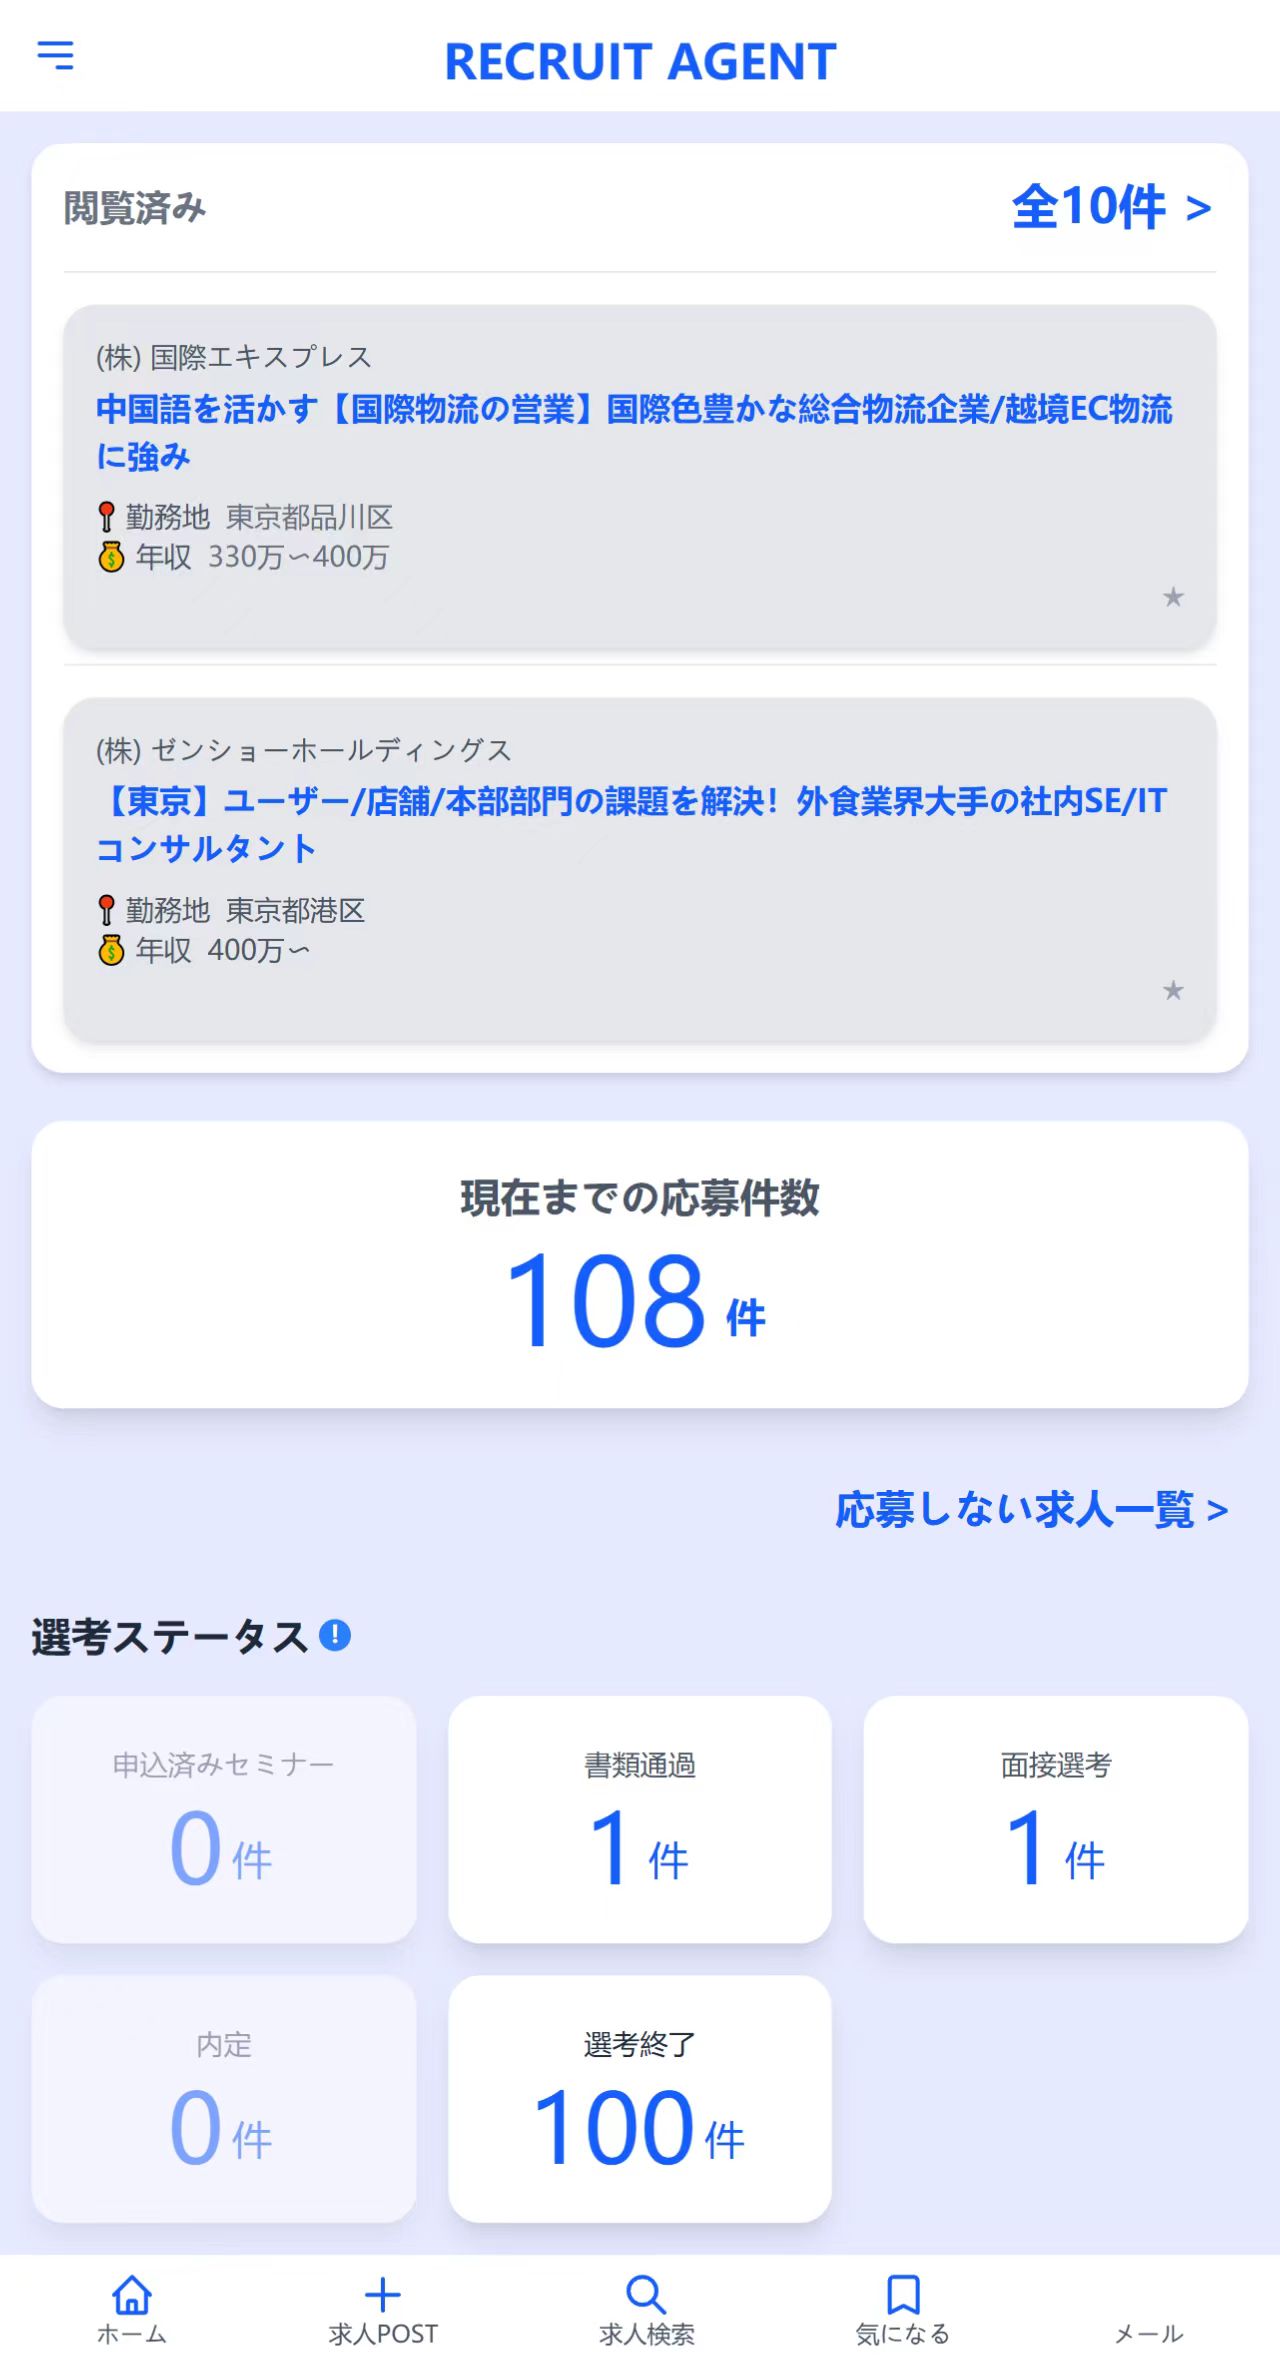 RECRUIT AGENT
閲覧済み
全10件 >
(株) 国際エキスプレス
中国語を活かす【国際物流の営業】国際色豊かな総合物流企業/越境EC物流
に強み
勤務地 東京都品川区
年収 330万〜400万
(株) ゼンショーホールディングス
【東京】ユーザー/店舗/本部部門の課題を解決！外食業界大手の社内SE/IT
コンサルタント
勤務地 東京都港区
年収 400万〜
現在までの応募件数
108 件
応募しない求人一覧 >
選考ステータス
申込済みセミナー
0 件
書類通過
1 件
面接選考
1 件
内定
0 件
選考終了
100 件
ホーム
求人POST
求人検索
気になる
メール